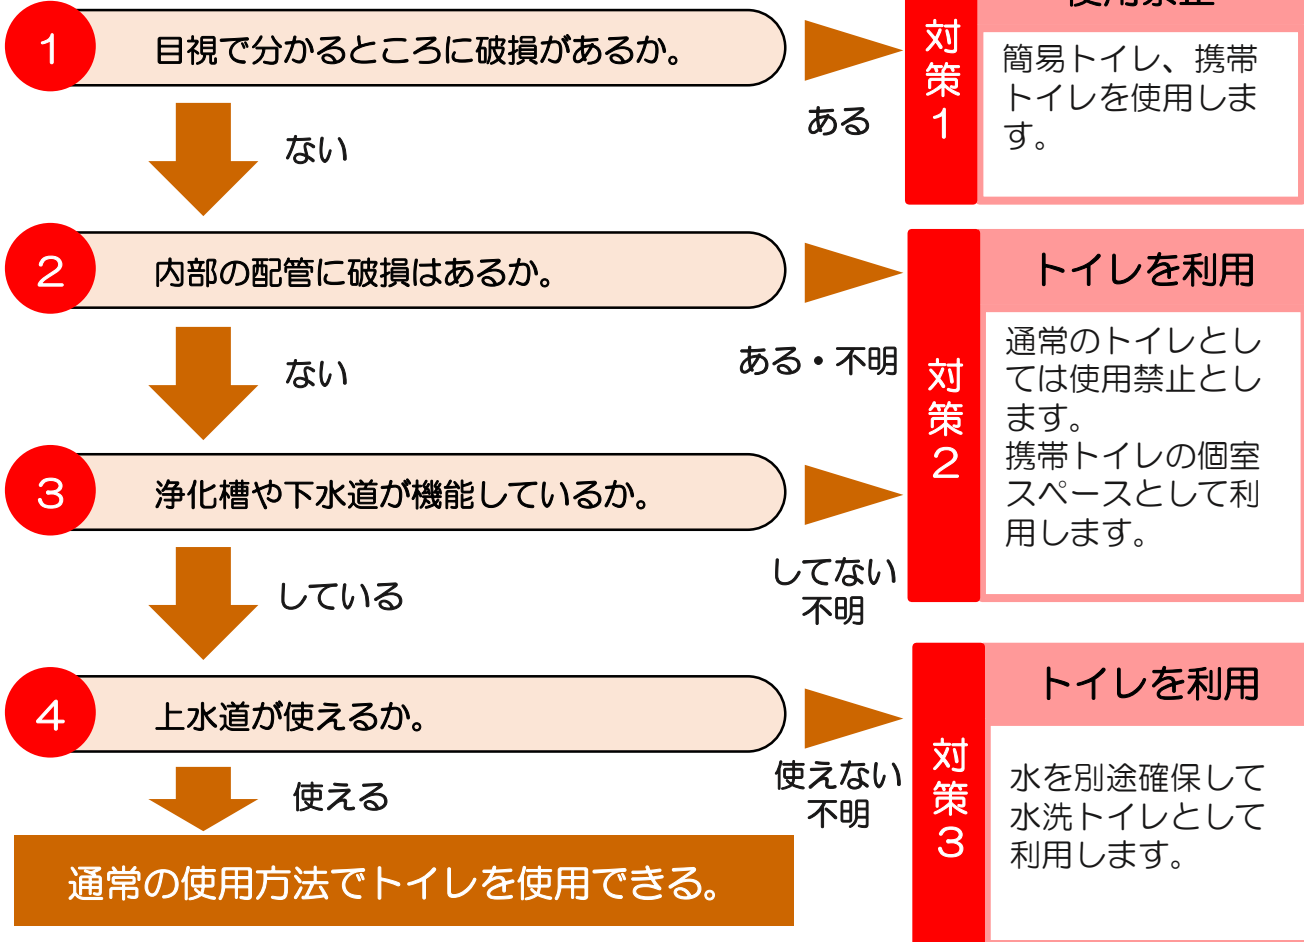 1
目視で分かるところに破損があるか。
ある
ない
対策1
使用禁止
簡易トイレ、携帯
トイレを使用しま
す。
2
内部の配管に破損はあるか。
ある・不明
ない
対策2
トイレを利用
通常のトイレとし
ては使用禁止とし
ます。
携帯トイレの個室
スペースとして利
用します。
3
浄化槽や下水道が機能しているか。
してない
不明
している
4
上水道が使えるか。
使えない
不明
使える
対策3
トイレを利用
水を別途確保して
水洗トイレとして
利用します。
通常の使用方法でトイレを使用できる。